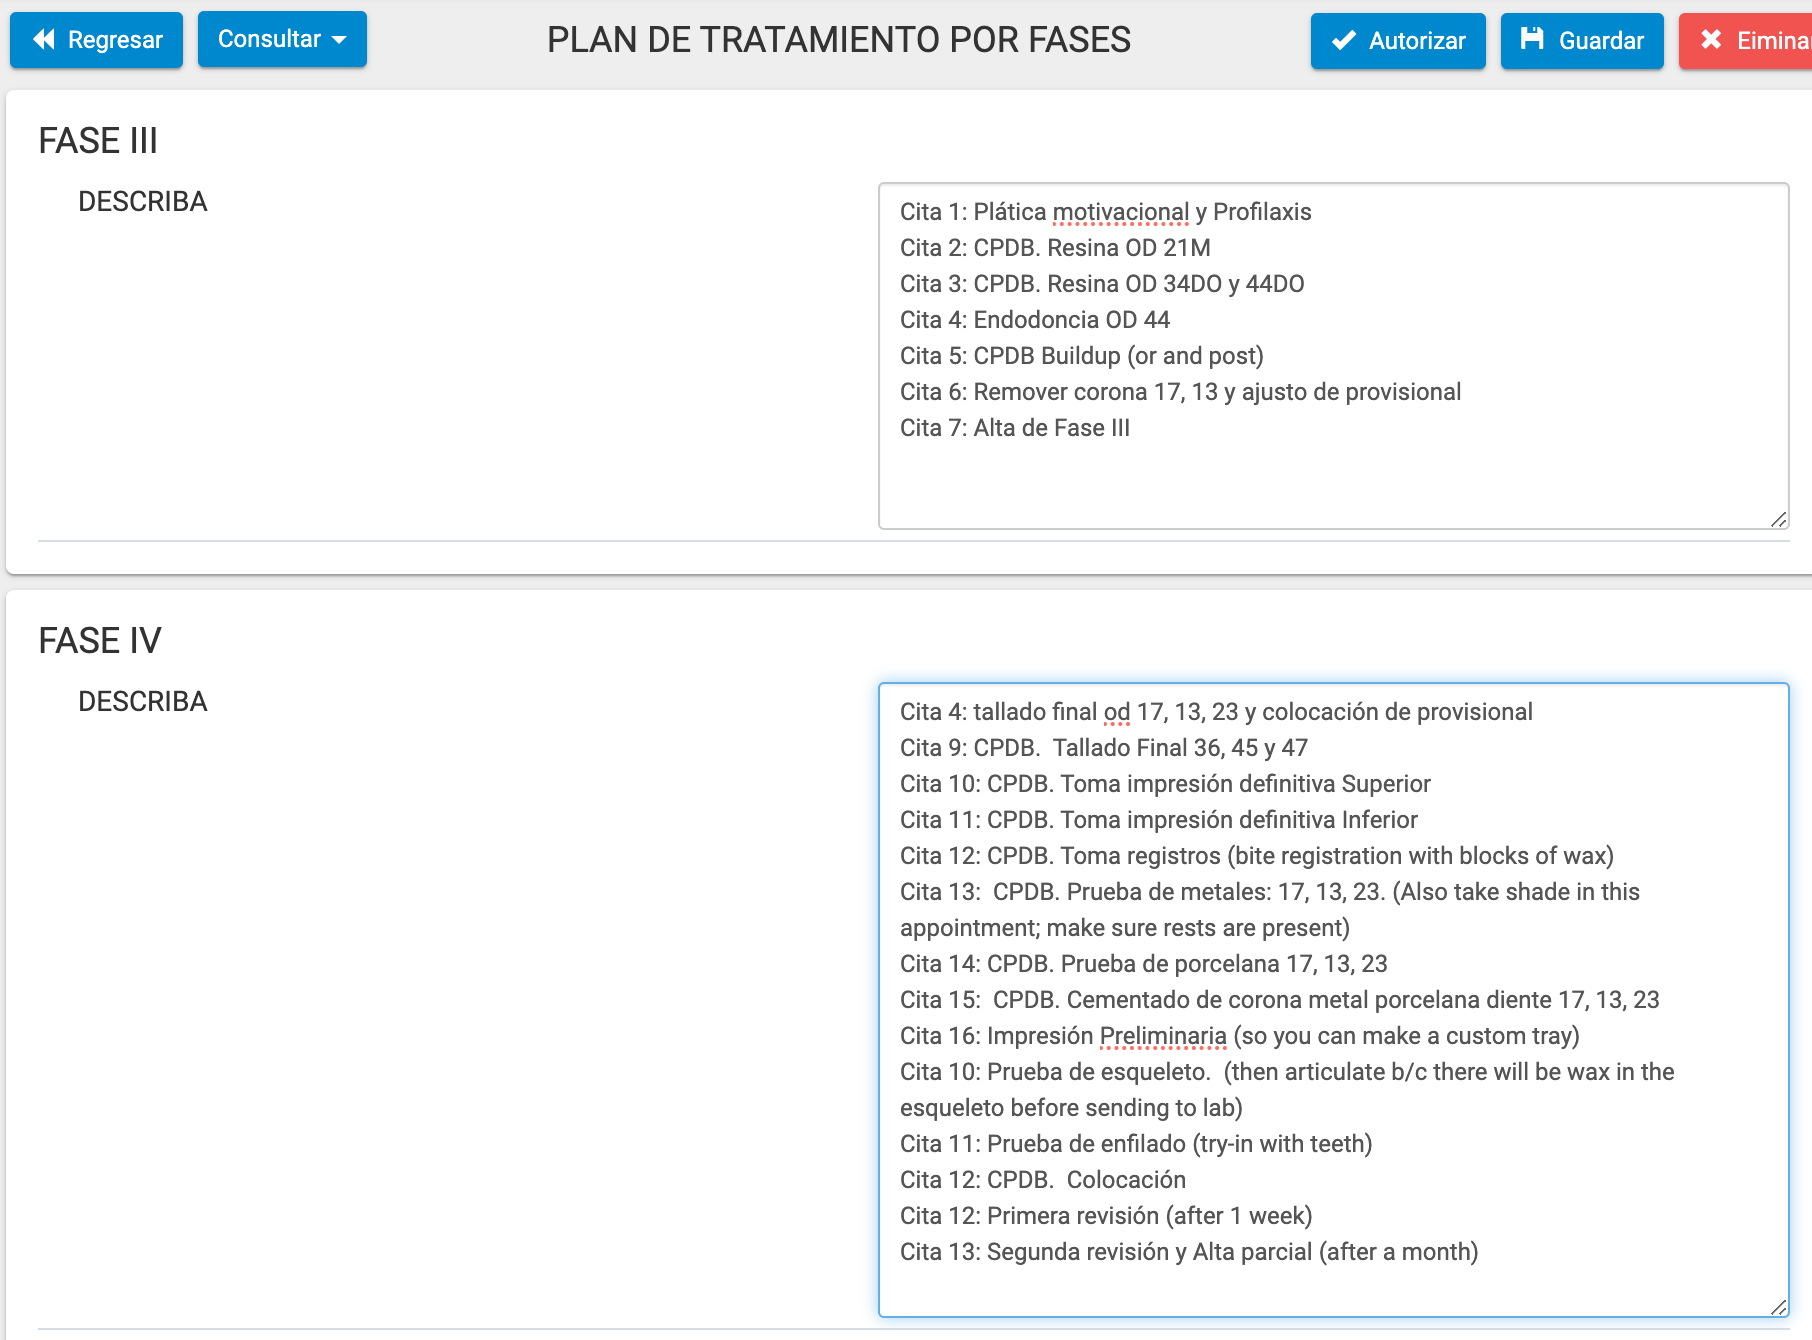 Regresar
Consultar
PLAN DE TRATAMIENTO POR FASES
Autorizar
Guardar
Eiminar
FASE III
DESCRIBA
Cita 1: Plática motivacional y Profilaxis
Cita 2: CPDB. Resina OD 21M
Cita 3: CPDB. Resina OD 34DO y 44DO
Cita 4: Endodoncia OD 44
Cita 5: CPDB Buildup (or and post)
Cita 6: Remover corona 17, 13 y ajusto de provisional
Cita 7: Alta de Fase III
FASE IV
DESCRIBA
Cita 4: tallado final od 17, 13, 23 y colocación de provisional
Cita 9: CPDB.  Tallado Final 36, 45 y 47
Cita 10: CPDB. Toma impresión definitiva Superior
Cita 11: CPDB. Toma impresión definitiva Inferior
Cita 12: CPDB. Toma registros (bite registration with blocks of wax)
Cita 13:  CPDB. Prueba de metales: 17, 13, 23. (Also take shade in this
appointment; make sure rests are present)
Cita 14: CPDB. Prueba de porcelana 17, 13, 23
Cita 15:  CPDB. Cementado de corona metal porcelana diente 17, 13, 23
Cita 16: Impresión Preliminaria (so you can make a custom tray)
Cita 10: Prueba de esqueleto.  (then articulate b/c there will be wax in the
esqueleto before sending to lab)
Cita 11: Prueba de enfilado (try-in with teeth)
Cita 12: CPDB.  Colocación
Cita 12: Primera revisión (after 1 week)
Cita 13: Segunda revisión y Alta parcial (after a month)